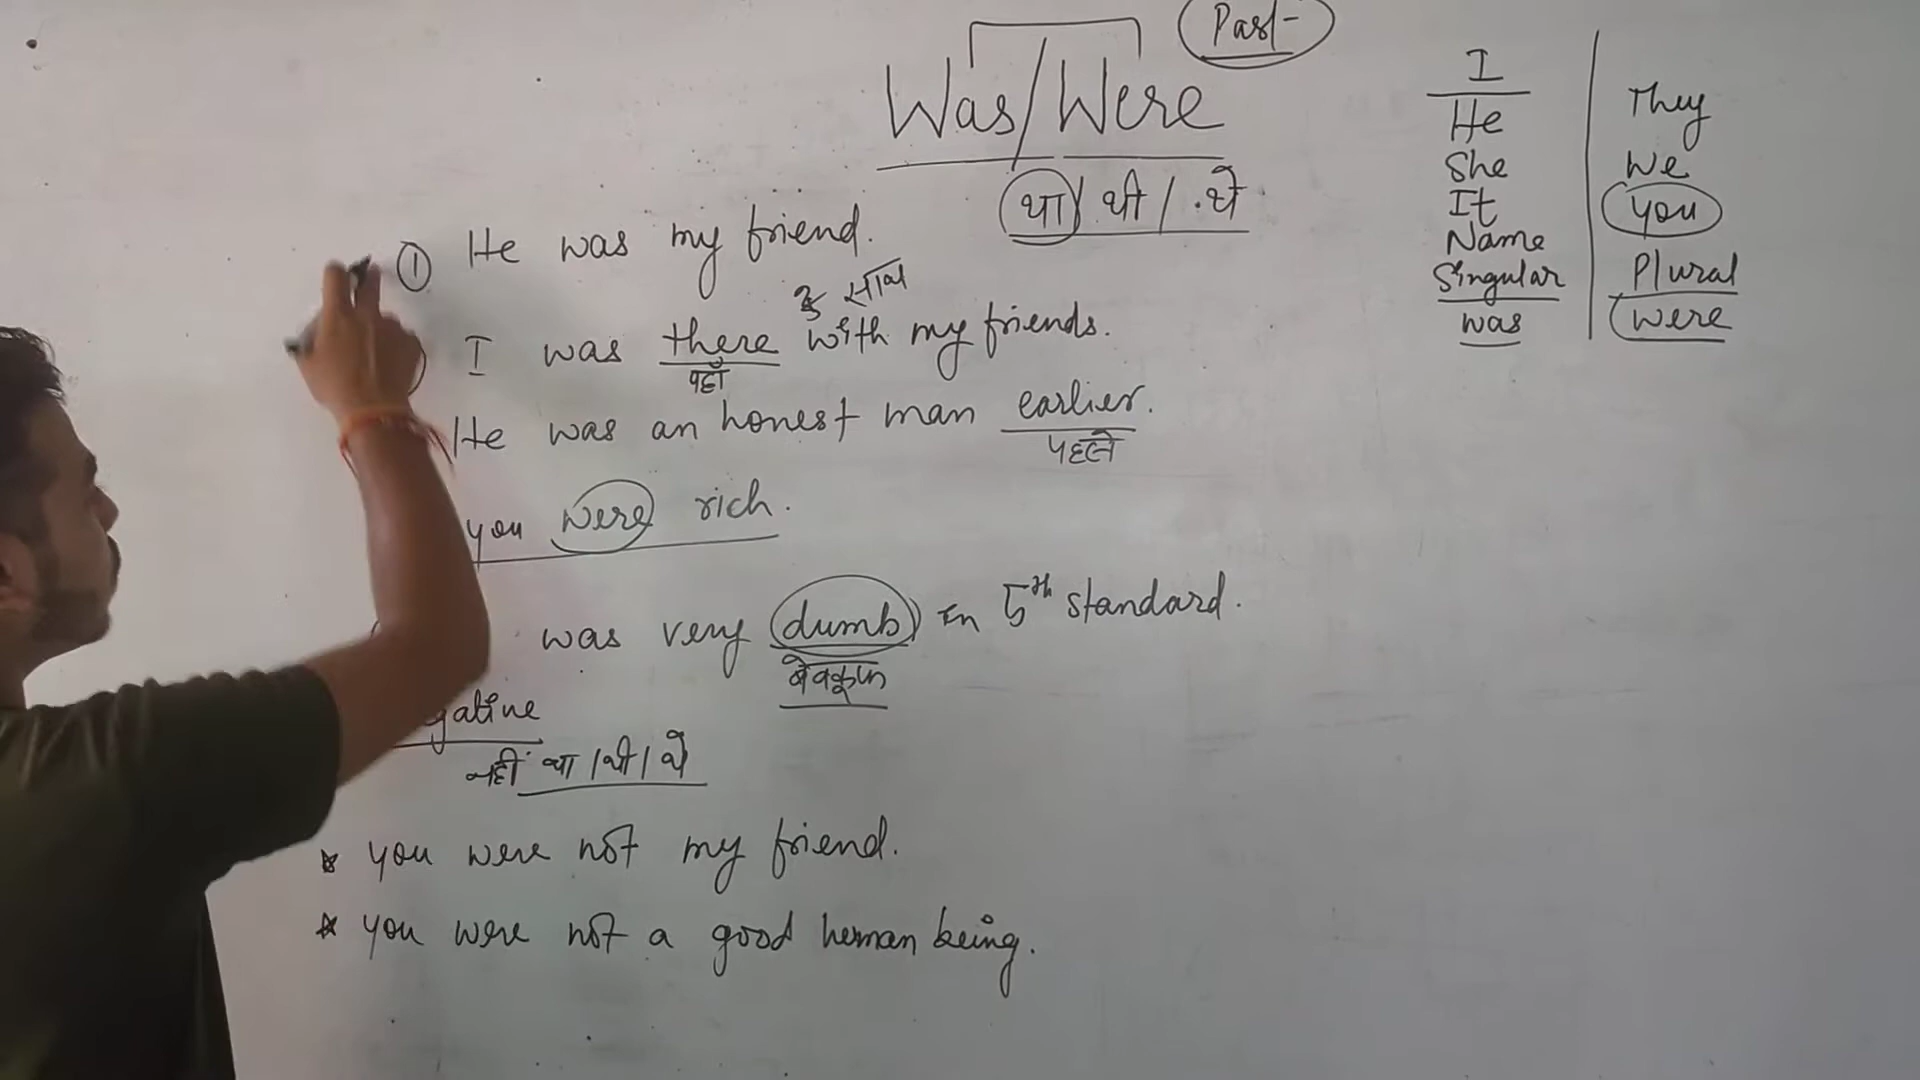 Past
Was/Were
था/थी/थे
① He was my friend.
के साथ
I was there with my friends.
वहाँ
He was an honest man earlier.
पहले
you were rich.
was very dumb in 5th standard.
बेवकूफ
नहीं था/थी/थे
* you were not my friend.
* you were not a good human being.
I
He
She
It
Name
Singular
was
They
We
you
Plural
were